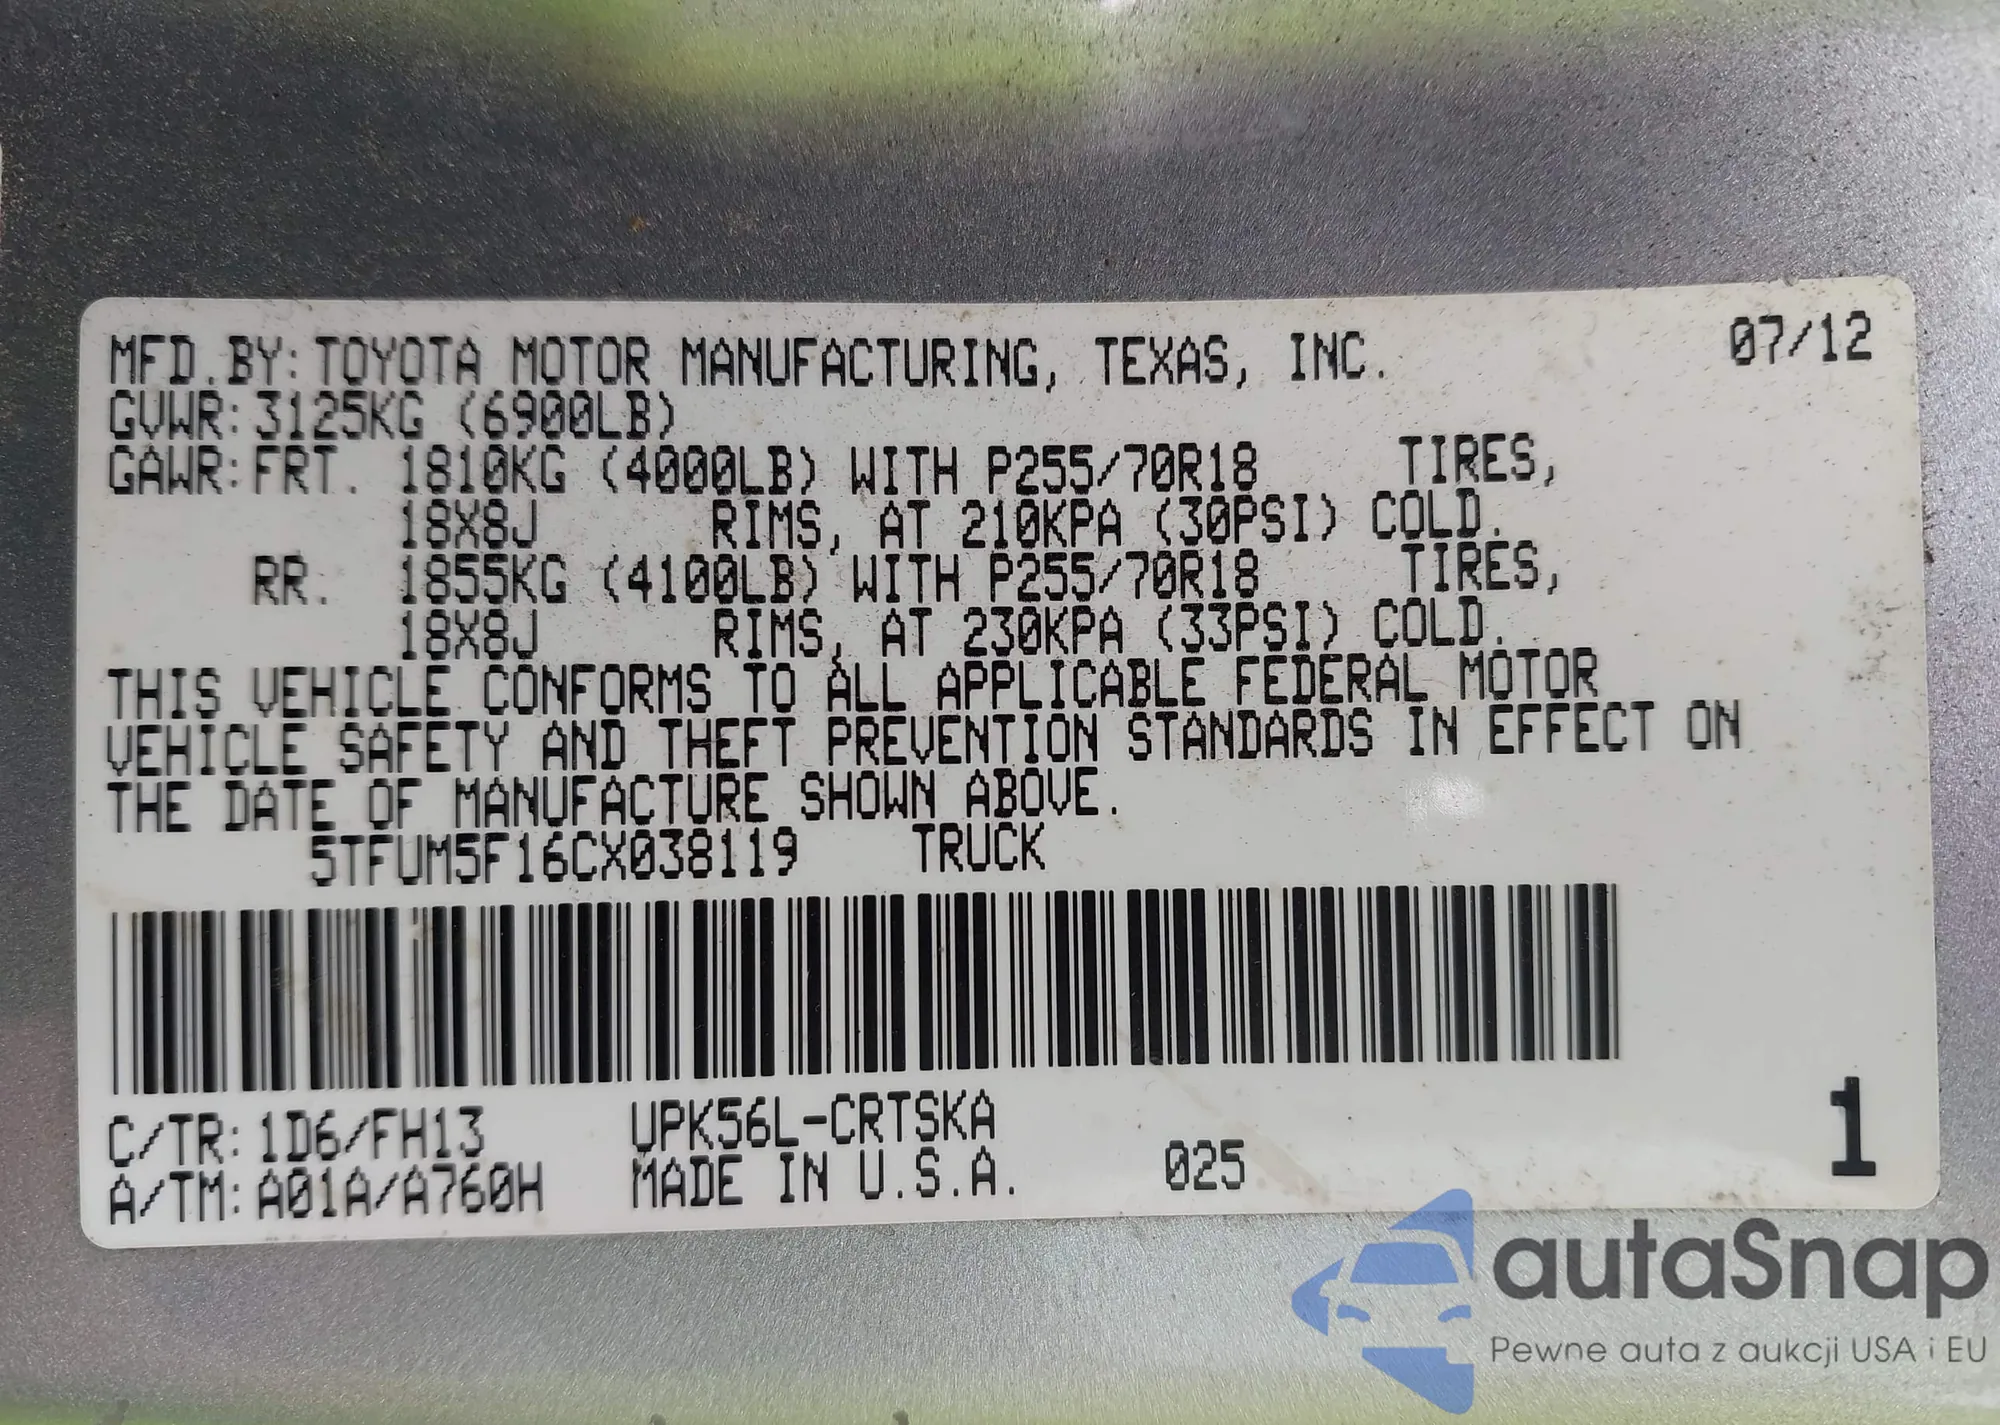 MFD. BY: TOYOTA MOTOR MANUFACTURING, TEXAS, INC. 07/12
GVWR: 3125KG (6900LB)
GAWR: FRT. 1810KG (4000LB) WITH P255/70R18 TIRES,
18X8J RIMS, AT 210KPA (30PSI) COLD.
RR. 1855KG (4100LB) WITH P255/70R18 TIRES,
18X8J RIMS, AT 230KPA (33PSI) COLD.
THIS VEHICLE CONFORMS TO ALL APPLICABLE FEDERAL MOTOR
VEHICLE SAFETY AND THEFT PREVENTION STANDARDS IN EFFECT ON
THE DATE OF MANUFACTURE SHOWN ABOVE.
5TFUM5F16CX038119 TRUCK
C/TR: 1D6/FH13 UPK56L-CRTSKA
A/TM: A01A/A760H MADE IN U.S.A. 025 1
autaSnap
Pewne auta z aukcji USA i EU